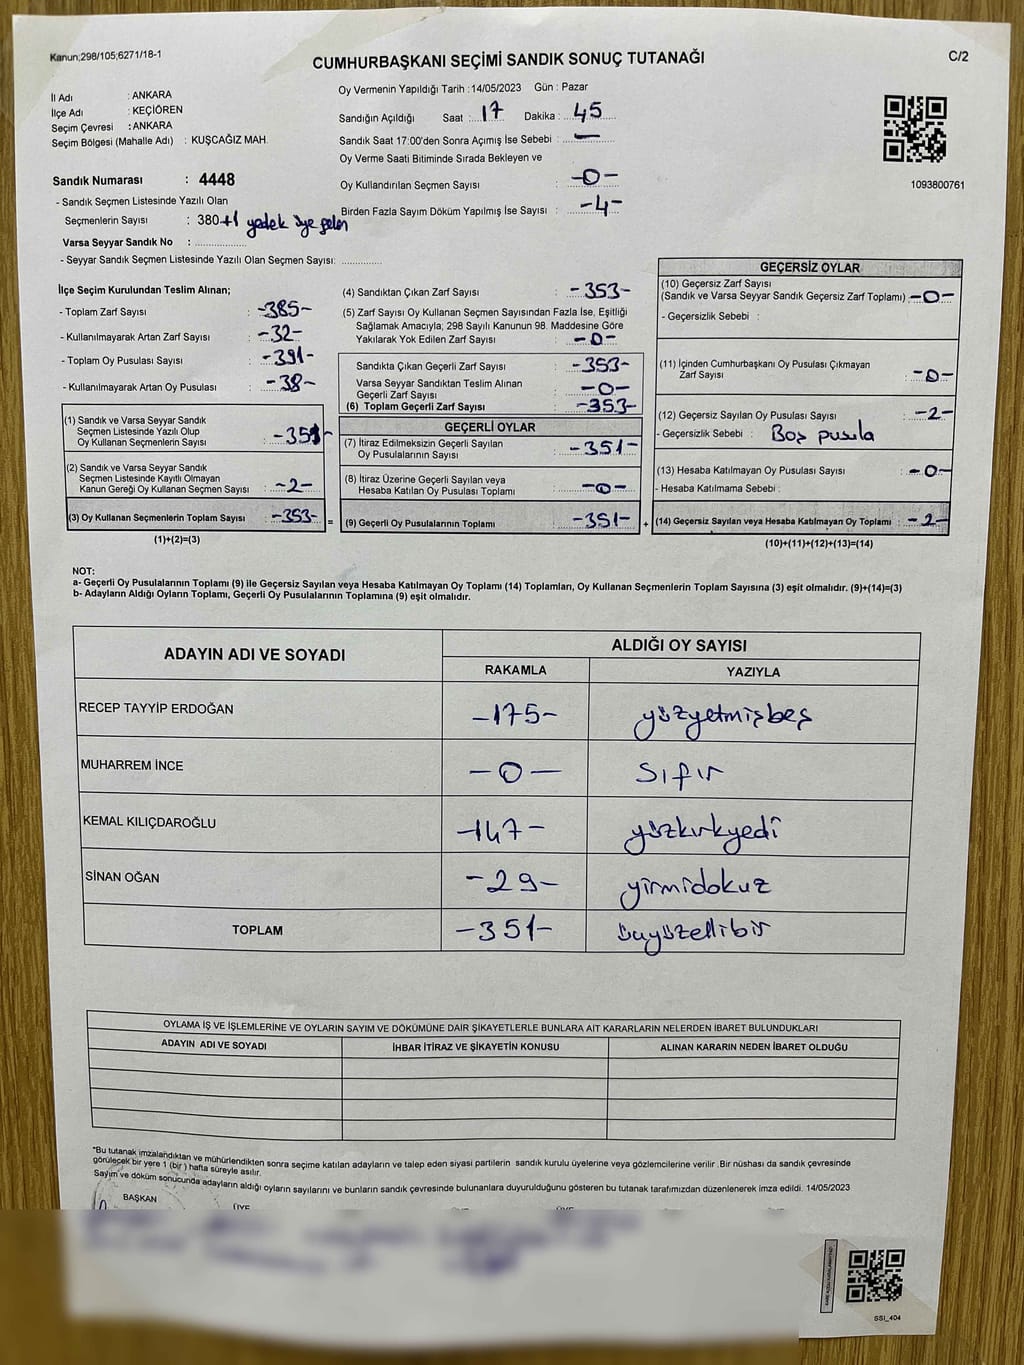 Kanun;298/105;6271/18-1
CUMHURBAŞKANI SEÇİMİ SANDIK SONUÇ TUTANAĞI
C/2
İl Adı : ANKARA
İlçe Adı : KEÇİÖREN
Seçim Çevresi : ANKARA
Seçim Bölgesi (Mahalle Adı) : KUŞCAĞIZ MAH.
Sandık Numarası : 4448
- Sandık Seçmen Listesinde Yazılı Olan
Seçmenlerin Sayısı : 380+1 yedek üye gelen
Varsa Seyyar Sandık No : ................
- Seyyar Sandık Seçmen Listesinde Yazılı Olan Seçmen Sayısı: .............
Oy Vermenin Yapıldığı Tarih : 14/05/2023 Gün : Pazar
Sandığın Açıldığı Saat : 17 Dakika : 45
Sandık Saat 17:00'den Sonra Açımış İse Sebebi : —
Oy Verme Saati Bitiminde Sırada Bekleyen ve
Oy Kullandırılan Seçmen Sayısı : -0-
Birden Fazla Sayım Döküm Yapılmış İse Sayısı : -4-
1093800761
İlçe Seçim Kurulundan Teslim Alınan;
- Toplam Zarf Sayısı : -385-
- Kullanılmayarak Artan Zarf Sayısı : -32-
- Toplam Oy Pusulası Sayısı : -391-
- Kullanılmayarak Artan Oy Pusulası : -38-
(1) Sandık ve Varsa Seyyar Sandık
Seçmen Listesinde Yazılı Olup
Oy Kullanan Seçmenlerin Sayısı : -351-
(2) Sandık ve Varsa Seyyar Sandık
Seçmen Listesinde Kayıtlı Olmayan
Kanun Gereği Oy Kullanan Seçmen Sayısı : -2-
(3) Oy Kullanan Seçmenlerin Toplam Sayısı : -353- =
(1)+(2)=(3)
(4) Sandıktan Çıkan Zarf Sayısı : -353-
(5) Zarf Sayısı Oy Kullanan Seçmen Sayısından Fazla İse, Eşitliği
Sağlamak Amacıyla; 298 Sayılı Kanunun 98. Maddesine Göre
Yakılarak Yok Edilen Zarf Sayısı : -0-
Sandıkta Çıkan Geçerli Zarf Sayısı : -353-
Varsa Seyyar Sandıktan Teslim Alınan
Geçerli Zarf Sayısı : -0-
(6) Toplam Geçerli Zarf Sayısı : -353-
GEÇERLİ OYLAR
(7) İtiraz Edilmeksizin Geçerli Sayılan
Oy Pusulalarının Sayısı : -351-
(8) İtiraz Üzerine Geçerli Sayılan veya
Hesaba Katılan Oy Pusulası Toplamı : -0-
(9) Geçerli Oy Pusulalarının Toplamı : -351- +
GEÇERSİZ OYLAR
(10) Geçersiz Zarf Sayısı
(Sandık ve Varsa Seyyar Sandık Geçersiz Zarf Toplamı) : -0-
- Geçersizlik Sebebi :
(11) İçinden Cumhurbaşkanı Oy Pusulası Çıkmayan
Zarf Sayısı : -0-
(12) Geçersiz Sayılan Oy Pusulası Sayısı : -2-
- Geçersizlik Sebebi : Boş pusula
(13) Hesaba Katılmayan Oy Pusulası Sayısı : -0-
- Hesaba Katılmama Sebebi :
(14) Geçersiz Sayılan veya Hesaba Katılmayan Oy Toplamı : -2-
(10)+(11)+(12)+(13)=(14)
NOT:
a- Geçerli Oy Pusulalarının Toplamı (9) ile Geçersiz Sayılan veya Hesaba Katılmayan Oy Toplamı (14) Toplamları, Oy Kullanan Seçmenlerin Toplam Sayısına (3) eşit olmalıdır. (9)+(14)=(3)
b- Adayların Aldığı Oyların Toplamı, Geçerli Oy Pusulalarının Toplamına (9) eşit olmalıdır.
ADAYIN ADI VE SOYADI ALDIĞI OY SAYISI
RAKAMLA YAZIYLA
RECEP TAYYİP ERDOĞAN -175- yüzyetmişbeş
MUHARREM İNCE -0- sıfır
KEMAL KILIÇDAROĞLU -147- yüzkırkyedi
SİNAN OĞAN -29- yirmidokuz
TOPLAM -351- üçyüzellibir
OYLAMA İŞ VE İŞLEMLERİNE VE OYLARIN SAYIM VE DÖKÜMÜNE DAİR ŞİKAYETLERLE BUNLARA AİT KARARLARIN NELERDEN İBARET BULUNDUKLARI
ADAYIN ADI VE SOYADI İHBAR İTİRAZ VE ŞİKAYETİN KONUSU ALINAN KARARIN NEDEN İBARET OLDUĞU
*Bu tutanak imzalandıktan ve mühürlendikten sonra seçime katılan adayların ve talep eden siyasi partilerin sandık kurulu üyelerine veya gözlemcilerine verilir .Bir nüshası da sandık çevresinde
görülecek bir yere 1 (bir) hafta süreyle asılır.
Sayım ve döküm sonucunda adayların aldığı oyların sayılarını ve bunların sandık çevresinde bulunanlara duyurulduğunu gösteren bu tutanak tarafımızdan düzenlenerek imza edildi. 14/05/2023
BAŞKAN
ÜYE
SSI_404